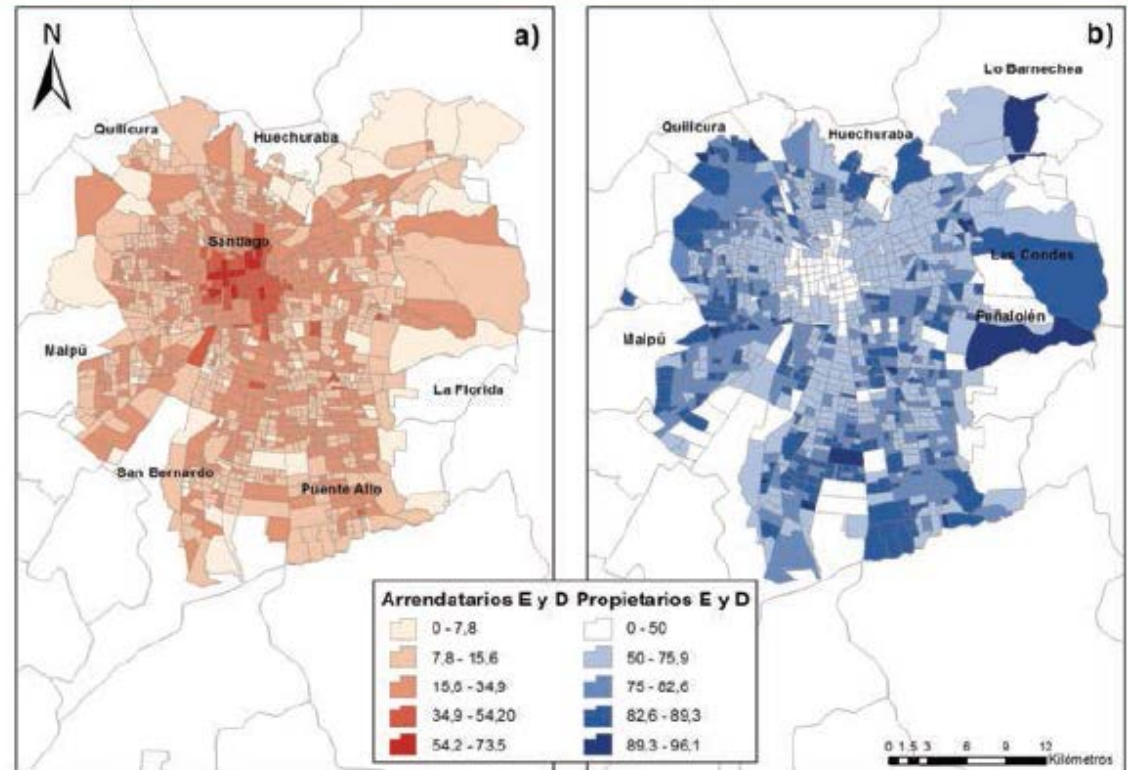 N
a)
Quilicura
Huechuraba
Santiago
Maipú
La Florida
San Bernardo
Puente Alto
b)
Lo Barnechea
Quilicura
Huechuraba
Las Condes
Peñalolén
Maipú
Arrendatarios E y D
0 - 7,8
7,8 - 15,6
15,6 - 34,9
34,9 - 54,20
54,2 - 73,5
Propietarios E y D
0 - 50
50 - 75,9
75 - 82,6
82,6 - 89,3
89,3 - 96,1
0 1,5 3 6 9 12
Kilómetros